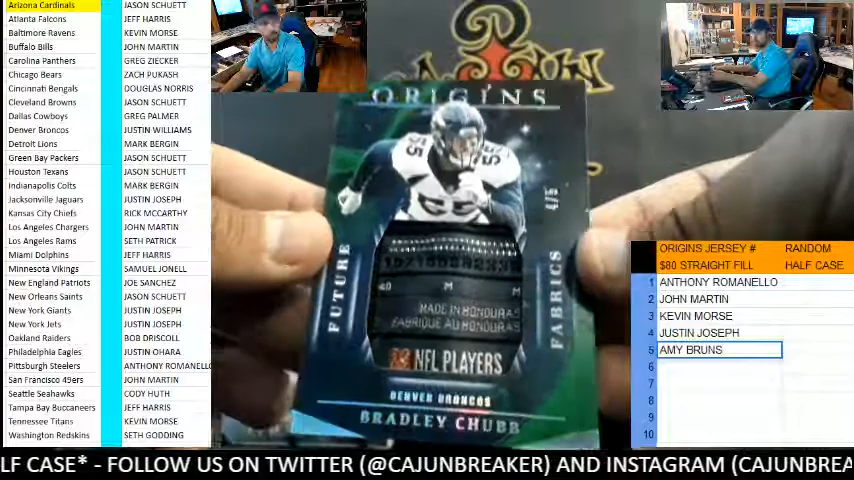 Arizona Cardinals JASON SCHUETT
Atlanta Falcons JEFF HARRIS
Baltimore Ravens KEVIN MORSE
Buffalo Bills JOHN MARTIN
Carolina Panthers GREG ZIECKER
Chicago Bears ZACH PUKASH
Cincinnat Bengals DOUGLAS NORRIS
Cleveland Browns JASON SCHUETT
Dallas Cowboys GREG PALMER
Denver Broncos JUSTIN WILLIAMS
Detroit Lions MARK BERGIN
Green Bay Packers JASON SCHUETT
Houston Texans JASON SCHUETT
Indianapolis Colts MARK BERGIN
Jacksonville Jaguars JUSTIN JOSEPH
Kansas City Chiefs RICK MCCARTHY
Los Angeles Chargers JOHN MARTIN
Los Angeles Rams SETH PATRICK
Miami Dolphins JEFF HARRIS
Minnesota Vikings SAMUEL JONELL
New England Patriots JOE SANCHEZ
New Orleans Saints JASON SCHUETT
New York Giants JUSTIN JOSEPH
New York Jets JUSTIN JOSEPH
Oakland Raiders BOB DRISCOLL
Philadelphia Eagles JUSTIN OHARA
Pittsburgh Steelers ANTHONY ROMANELLO
San Francisco 49ers JOHN MARTIN
Seattle Seahawks CODY HUTH
Tampa Bay Buccaneers JEFF HARRIS
Tennessee Titans KEVIN MORSE
Washington Redskins SETH GODDING
ORIGINS
55 55
55
4/5
FUTURE
FABRICS
40 M M
MADE IN HONDURAS
FABRIQUE AU HONDURAS
NFL PLAYERS
DENVER BRONCOS
BRADLEY CHUBB
ORIGINS JERSEY # RANDOM
$80 STRAIGHT FILL HALF CASE
1 ANTHONY ROMANELLO
2 JOHN MARTIN
3 KEVIN MORSE
4 JUSTIN JOSEPH
5 AMY BRUNS
6
7
8
9
10
LF CASE* - FOLLOW US ON TWITTER (@CAJUNBREAKER) AND INSTAGRAM (CAJUNBREA